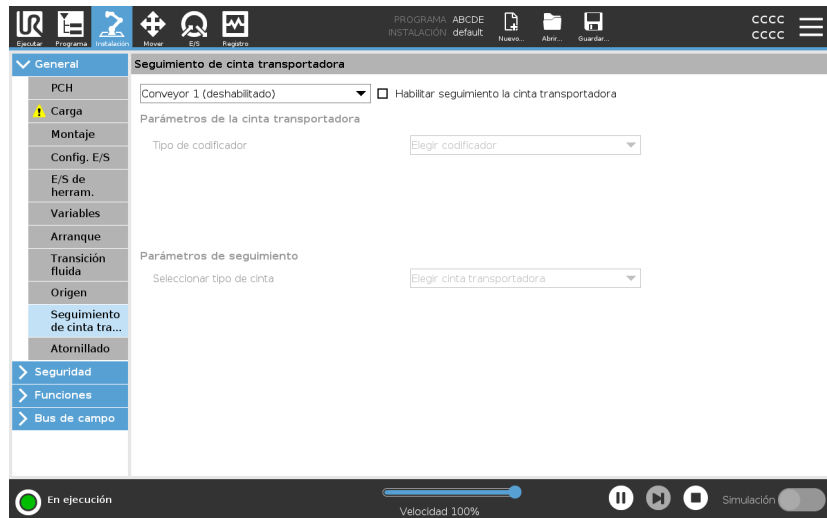 UR
PROGRAMA ABCDE
INSTALACIÓN default
CCCC
CCCC
Ejecutar Programa Instalación Mover E/S Registro Nuevo... Abrir... Guardar...
General
Seguimiento de cinta transportadora
PCH
Conveyor 1 (deshabilitado)
Habilitar seguimiento la cinta transportadora
Carga
Parámetros de la cinta transportadora
Montaje
Tipo de codificador
Elegir codificador
Config. E/S
E/S de
herram.
Variables
Arranque
Transición
fluida
Parámetros de seguimiento
Seleccionar tipo de cinta
Elegir cinta transportadora
Origen
Seguimiento
de cinta tra...
Atornillado
Seguridad
Funciones
Bus de campo
En ejecución
Velocidad 100%
Simulación